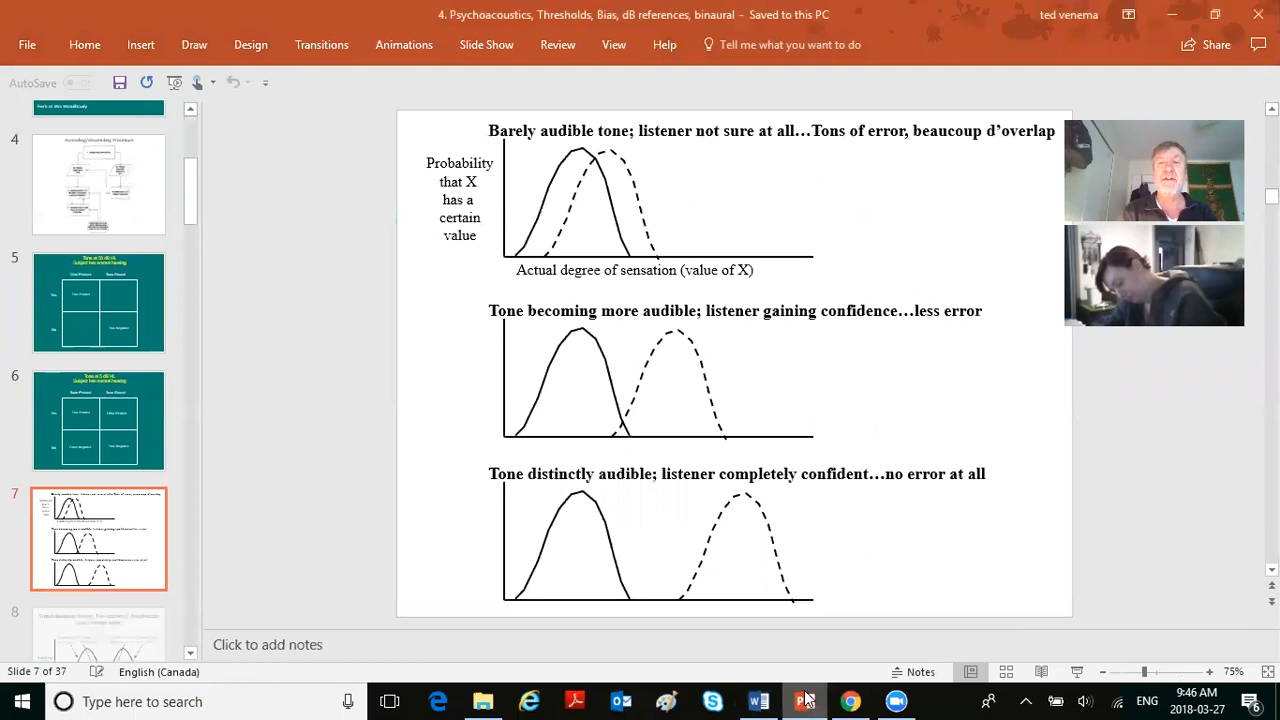 4. Psychoacoustics, Thresholds, Bias, dB references, binaural - Saved to this PC
ted venema
File Home Insert Draw Design Transitions Animations Slide Show Review View Help Tell me what you want to do Share
AutoSave
4
5
6
7
8
Barely audible tone; listener not sure at all…Tons of error, beaucoup d’overlap
Probability
that X
has a
certain
value
Actual degree of sensation (value of X)
Tone becoming more audible; listener gaining confidence…less error
Tone distinctly audible; listener completely confident…no error at all
Click to add notes
Slide 7 of 37 English (Canada) Notes 75%
Type here to search
ENG
9:46 AM
2018-03-27
6